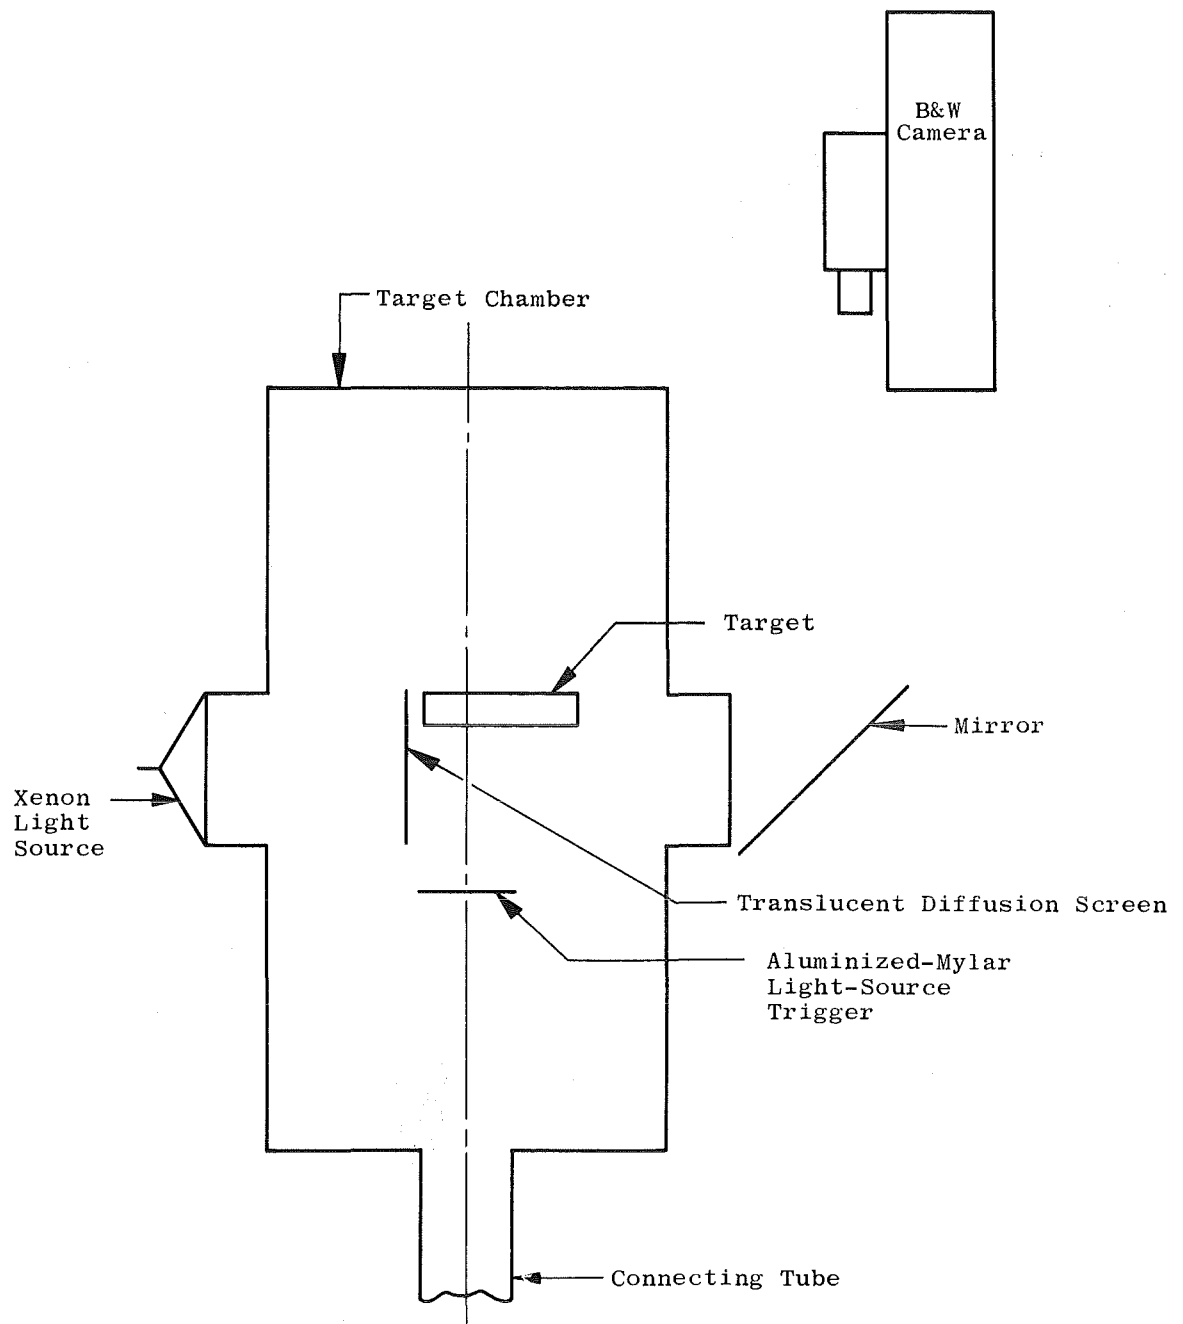 B&W
Camera
Target Chamber
Target
Mirror
Xenon
Light
Source
Translucent Diffusion Screen
Aluminized-Mylar
Light-Source
Trigger
Connecting Tube